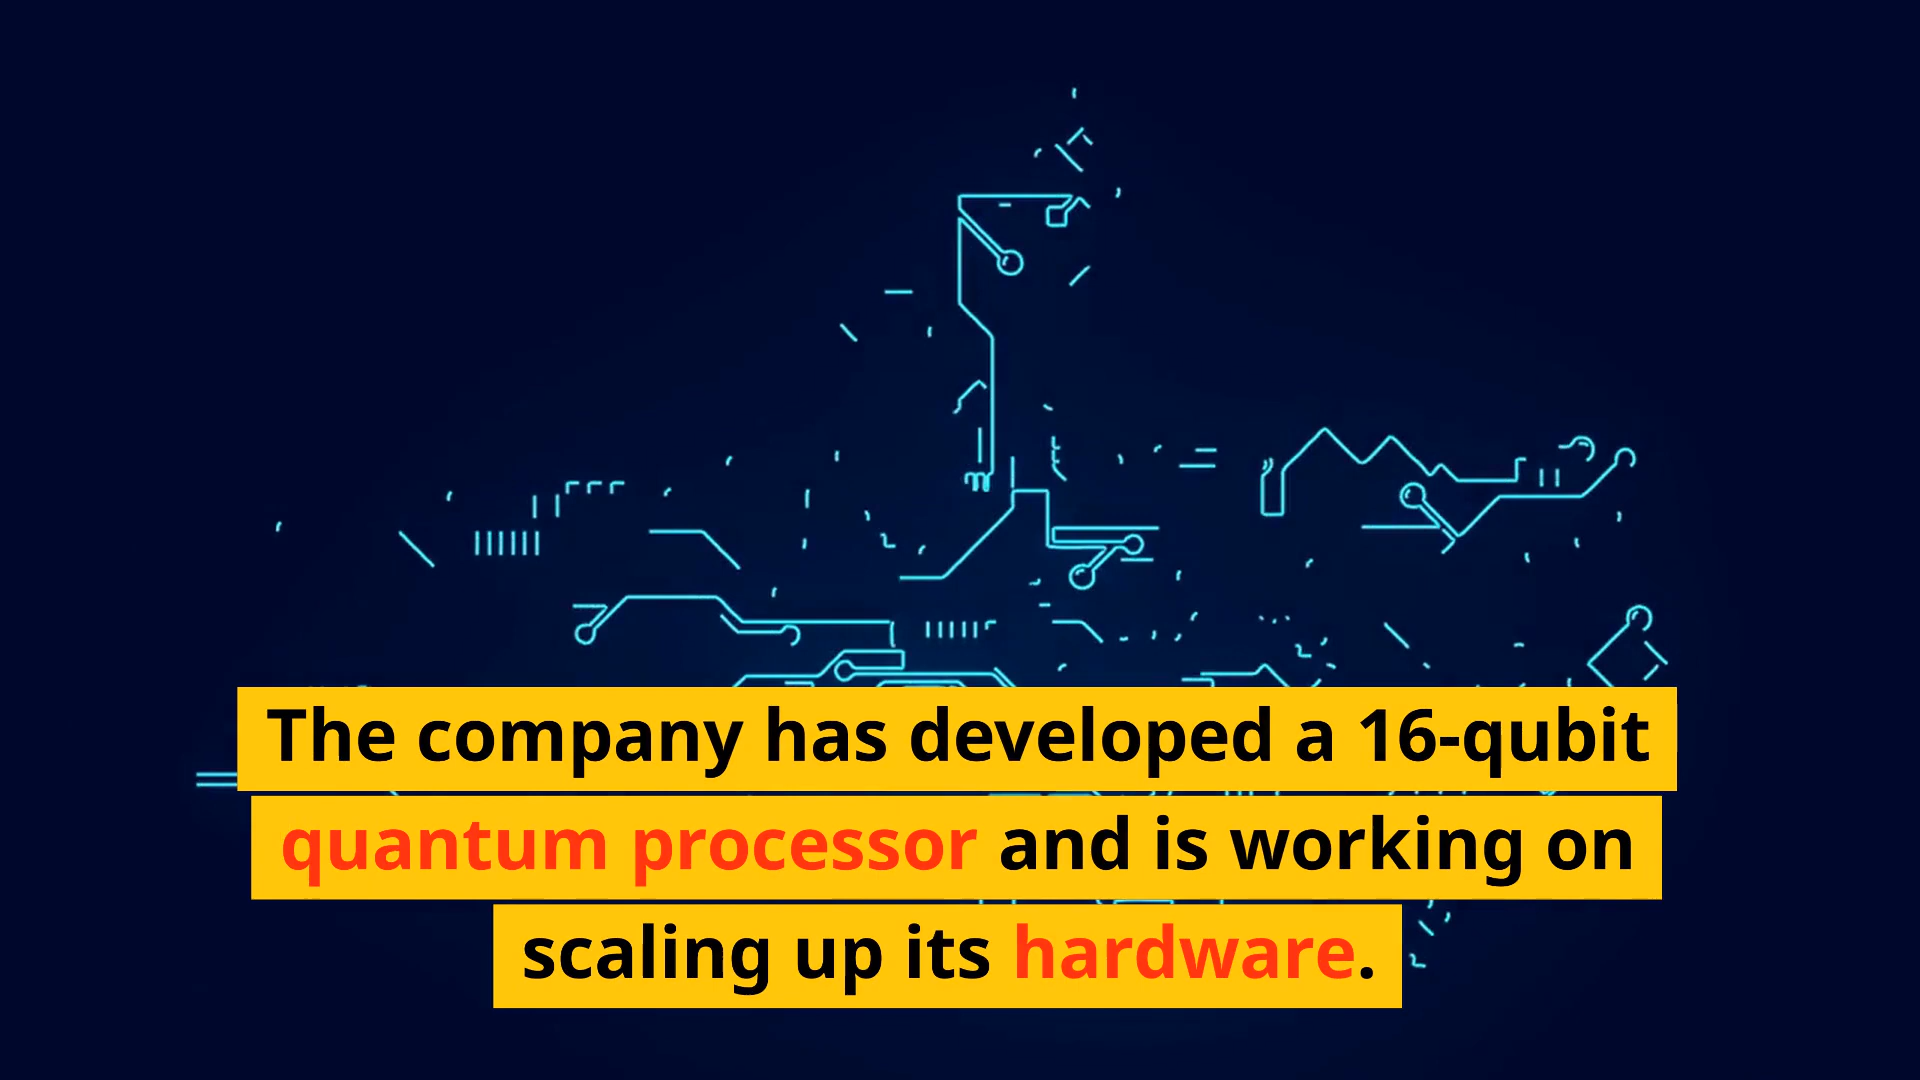 The company has developed a 16-qubit
quantum processor and is working on
scaling up its hardware.